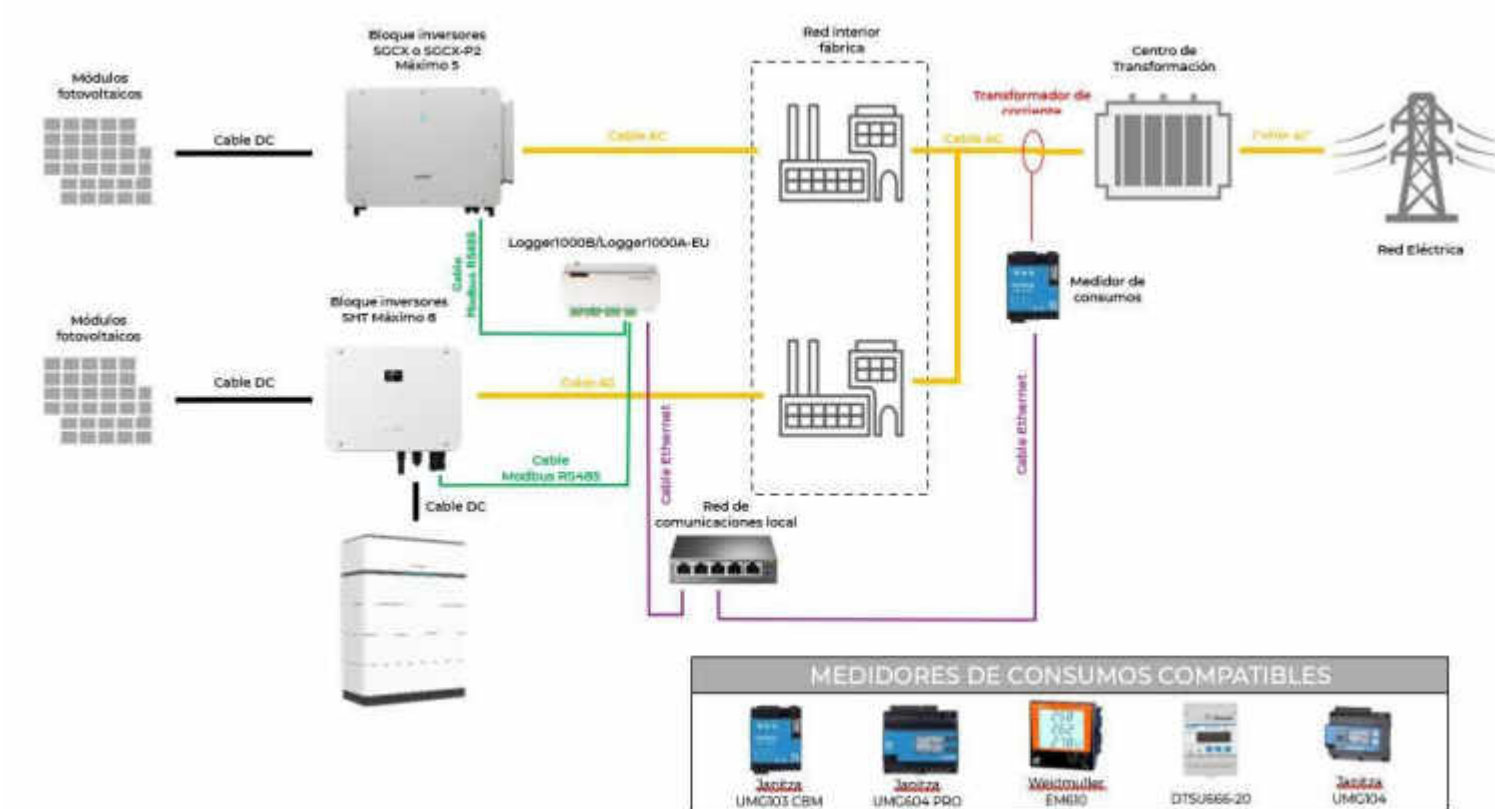 Bloque inversores
SGCX o SGCX-P2
Máximo 5
Red interior
fábrica
Centro de
Transformación
Módulos
fotovoltaicos
Transformador de
corriente
Cable DC
Cable AC
Cable AC
Cable AC
Red Eléctrica
Logger1000B/Logger1000A-EU
Cable
Modbus RS485
Medidor de
consumos
Bloque inversores
SHT Máximo 8
Módulos
fotovoltaicos
Cable DC
Cable AC
Cable Ethernet
Cable Ethernet
Cable
Modbus RS485
Cable DC
Red de
comunicaciones local
MEDIDORES DE CONSUMOS COMPATIBLES
Janitza
UMG103 CBM
Janitza
UMG604 PRO
Weidmuller
EM610
DTSU666-20
Janitza
UMG104